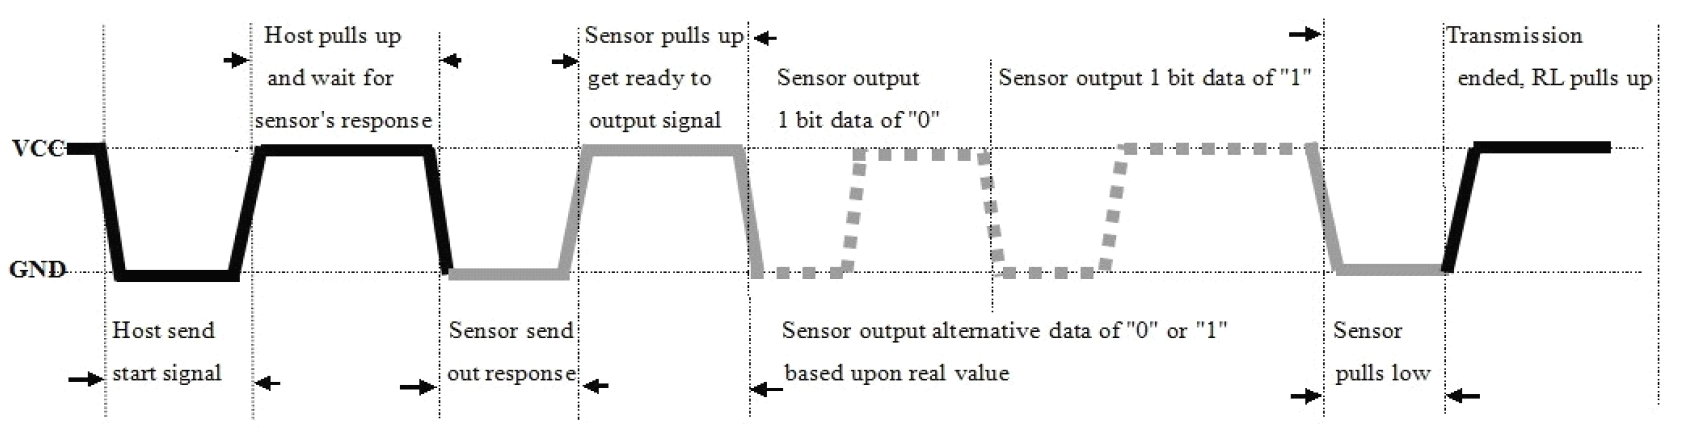 Host pulls up
and wait for
sensor's response
Sensor pulls up
get ready to
output signal
Sensor output
1 bit data of "0"
Sensor output 1 bit data of "1"
Transmission
ended, RL pulls up
VCC
GND
Host send
start signal
Sensor send
out response
Sensor output alternative data of "0" or "1"
based upon real value
Sensor
pulls low